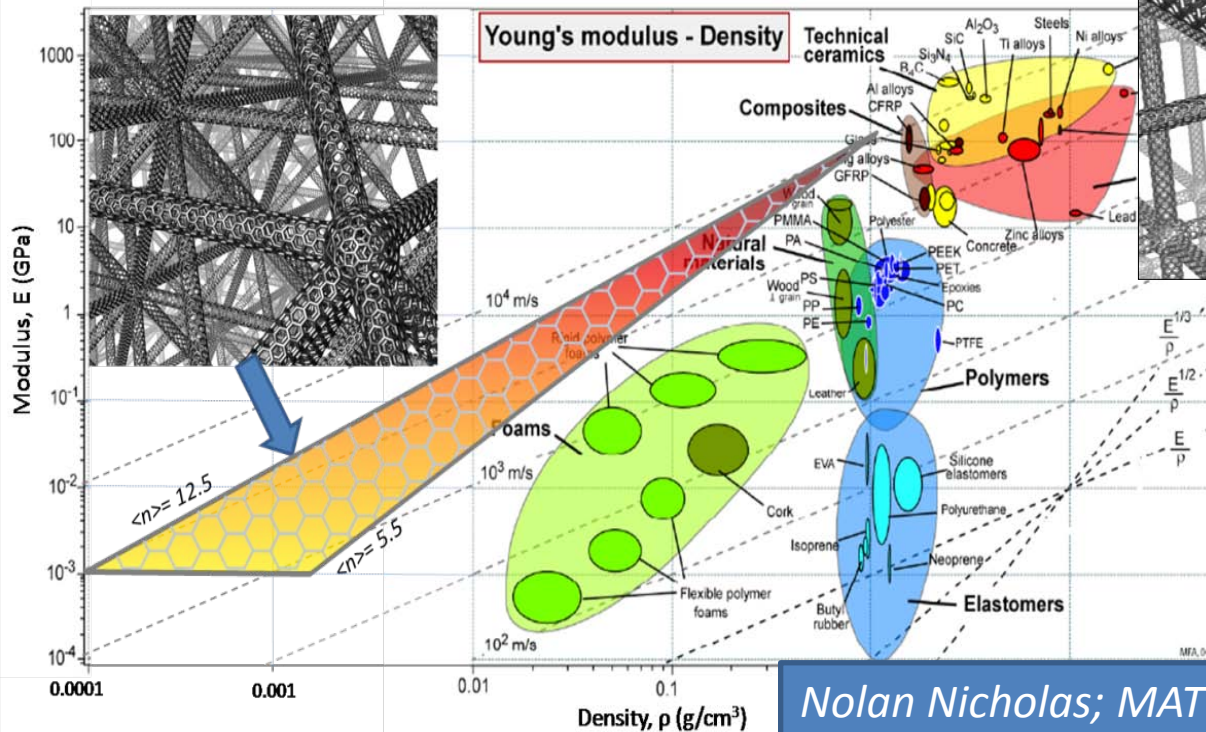 Young's modulus - Density
Modulus, E (GPa)
1000
100
10
1
10⁻¹
10⁻²
10⁻³
10⁻⁴
0.0001
0.001
0.01
0.1
Density, ρ (g/cm³)
Technical
ceramics
B₄C
Si₃N₄
SiC
Al₂O₃
Ti alloys
Steels
Ni alloys
Composites
Al alloys
CFRP
alloys
GFRP
Concrete
Zinc alloys
Lead
Wood
grain
PMMA
Polyester
PA
Natural
materials
PEEK
PET
Epoxies
PC
PS
Wood
⊥ grain
PP
PE
PTFE
Leather
Polymers
10⁴ m/s
Rigid polymer
foams
Foams
10³ m/s
Cork
<n>= 12.5
<n>= 5.5
Flexible polymer
foams
10² m/s
EVA
Silicone
elastomers
Polyurethane
Isoprene
Neoprene
Butyl
rubber
Elastomers
E^1/3
ρ
E^1/2
ρ
E
ρ
Nolan Nicholas; MAT